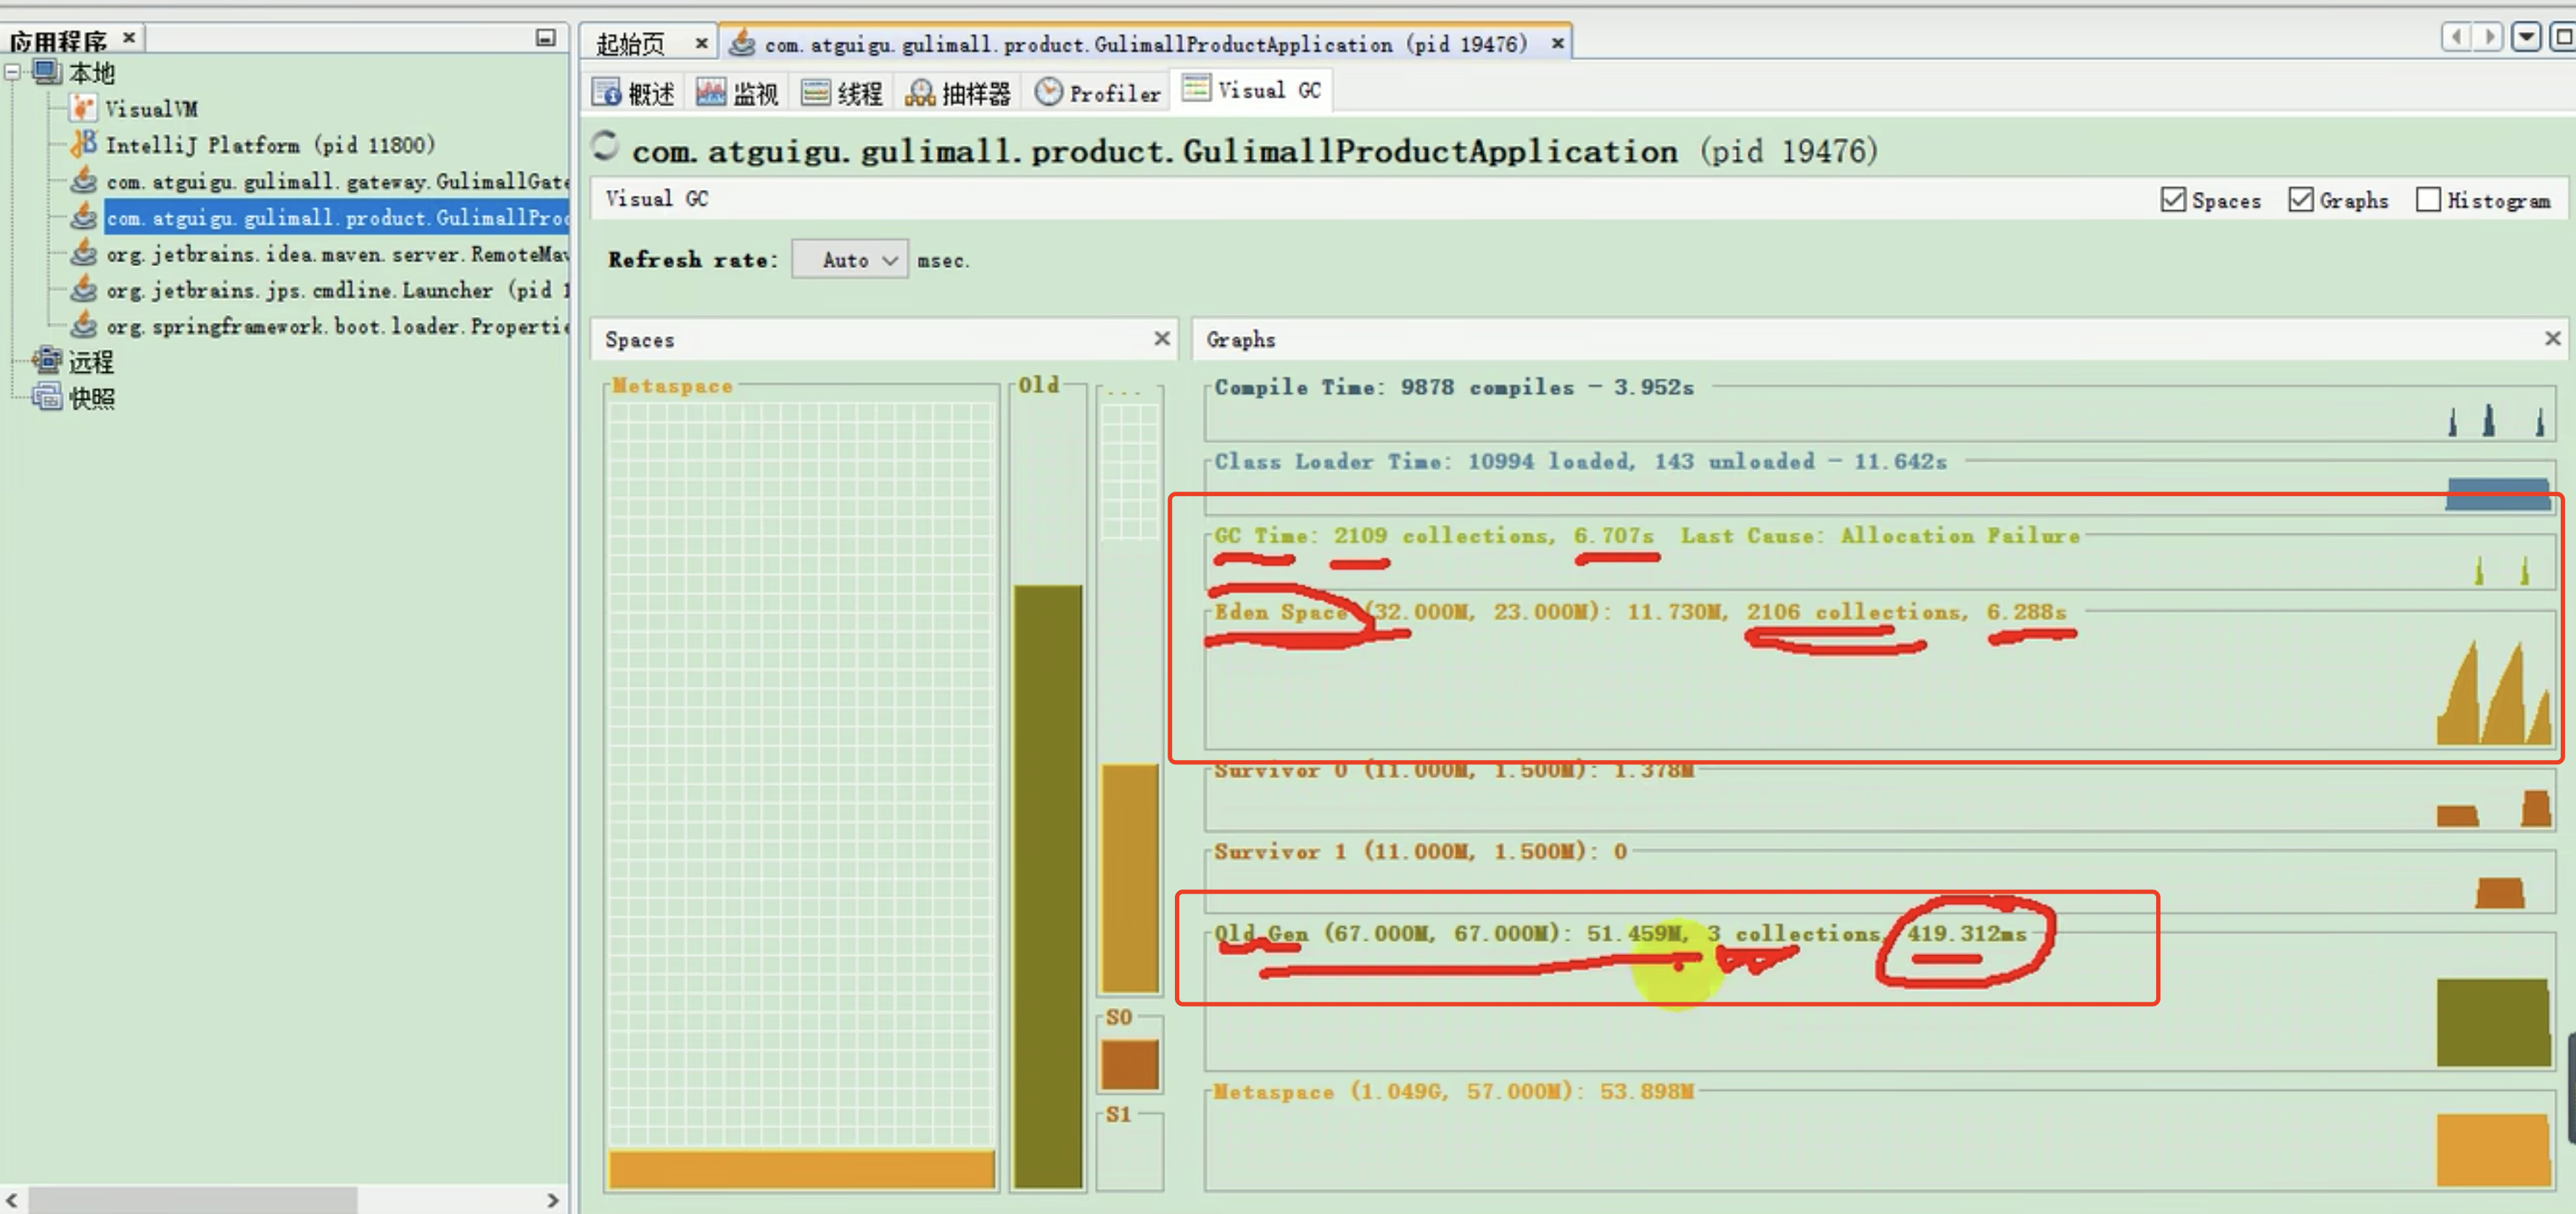 应用程序
本地
VisualVM
IntelliJ Platform (pid 11800)
com.atguigu.gulimall.gateway.GulimallGate
com.atguigu.gulimall.product.GulimallProd
org.jetbrains.idea.maven.server.RemoteMav
org.jetbrains.jps.cmdline.Launcher (pid 1
org.springframework.boot.loader.Propertie
远程
快照
起始页
com.atguigu.gulimall.product.GulimallProductApplication (pid 19476)
概述 监视 线程 抽样器 Profiler Visual GC
com.atguigu.gulimall.product.GulimallProductApplication (pid 19476)
Visual GC
Spaces Graphs Histogram
Refresh rate: Auto msec.
Spaces
Metaspace
Old
...
S0
S1
Graphs
Compile Time: 9878 compiles - 3.952s
Class Loader Time: 10994 loaded, 143 unloaded - 11.642s
GC Time: 2109 collections, 6.707s Last Cause: Allocation Failure
Eden Space (32.000M, 23.000M): 11.730M, 2106 collections, 6.288s
Survivor 0 (11.000M, 1.500M): 1.378M
Survivor 1 (11.000M, 1.500M): 0
Old Gen (67.000M, 67.000M): 51.459M, 3 collections, 419.312ms
Metaspace (1.049G, 57.000M): 53.898M